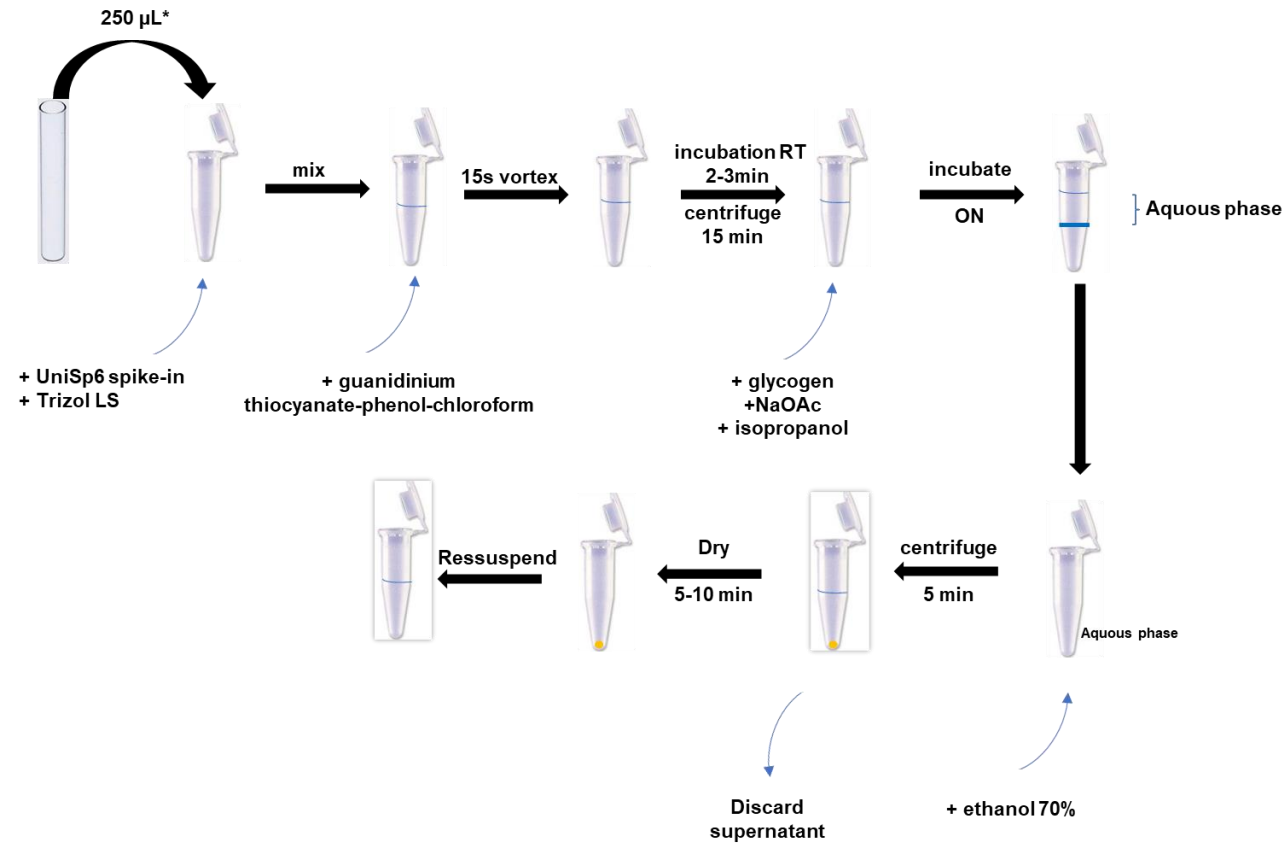 250 µL*
mix
15s vortex
incubation RT
2-3min
centrifuge
15 min
incubate
ON
Aquous phase
+ UniSp6 spike-in
+ Trizol LS
+ guanidinium
thiocyanate-phenol-chloroform
+ glycogen
+NaOAc
+ isopropanol
Ressuspend
Dry
5-10 min
centrifuge
5 min
Aquous phase
Discard
supernatant
+ ethanol 70%